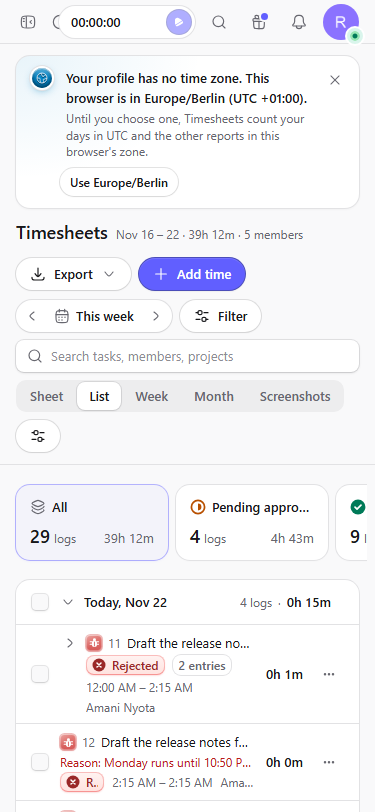 00:00:00
R
Your profile has no time zone. This
browser is in Europe/Berlin (UTC +01:00).
Until you choose one, Timesheets count your
days in UTC and the other reports in this
browser's zone.
Use Europe/Berlin
Timesheets Nov 16 – 22 · 39h 12m · 5 members
Export Add time
This week Filter
Search tasks, members, projects
Sheet List Week Month Screenshots
All Pending appro...
29 logs 39h 12m 4 logs 4h 43m 9
Today, Nov 22 4 logs · 0h 15m
11 Draft the release no...
Rejected 2 entries 0h 1m
12:00 AM – 2:15 AM
Amani Nyota
12 Draft the release notes f...
Reason: Monday runs until 10:50 P... 0h 0m
R.. 2:15 AM – 2:15 AM Ama...